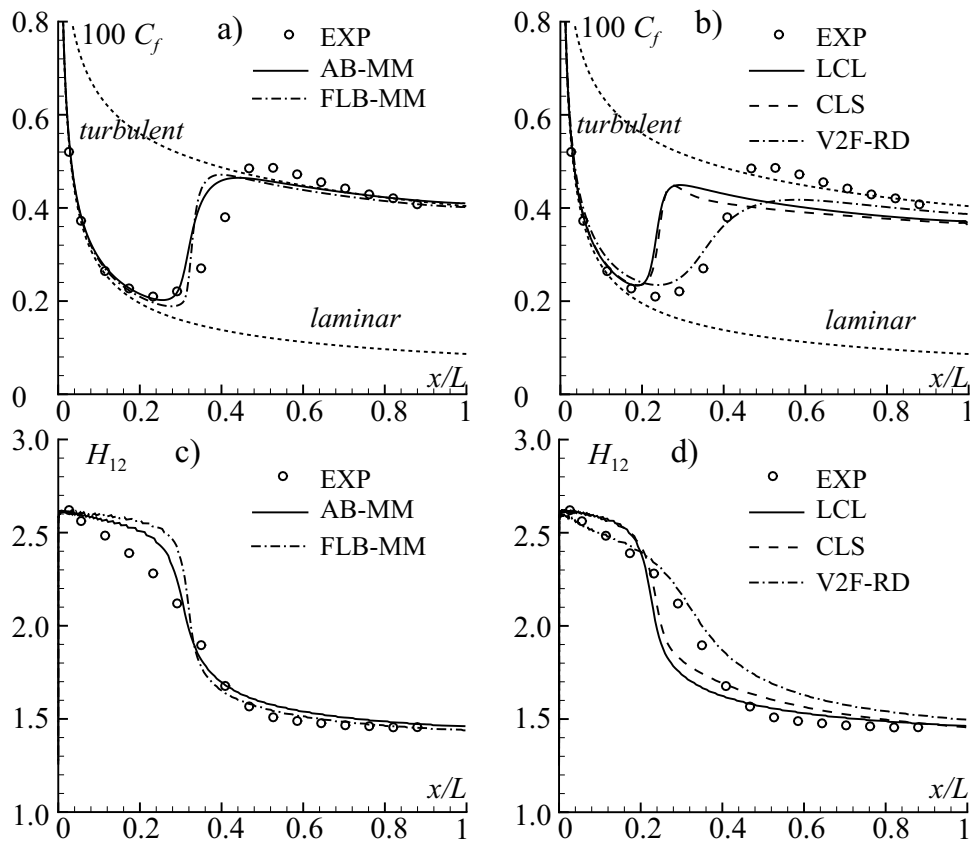 0.8
100 C_f
a)
EXP
AB-MM
FLB-MM
0.6
turbulent
0.4
0.2
laminar
x/L
0
0 0.2 0.4 0.6 0.8 1
0.8
100 C_f
b)
EXP
LCL
CLS
V2F-RD
0.6
turbulent
0.4
0.2
laminar
x/L
0
0 0.2 0.4 0.6 0.8 1
3.0
H_12
c)
EXP
AB-MM
FLB-MM
2.5
2.0
1.5
x/L
1.0
0 0.2 0.4 0.6 0.8 1
3.0
H_12
d)
EXP
LCL
CLS
V2F-RD
2.5
2.0
1.5
x/L
1.0
0 0.2 0.4 0.6 0.8 1